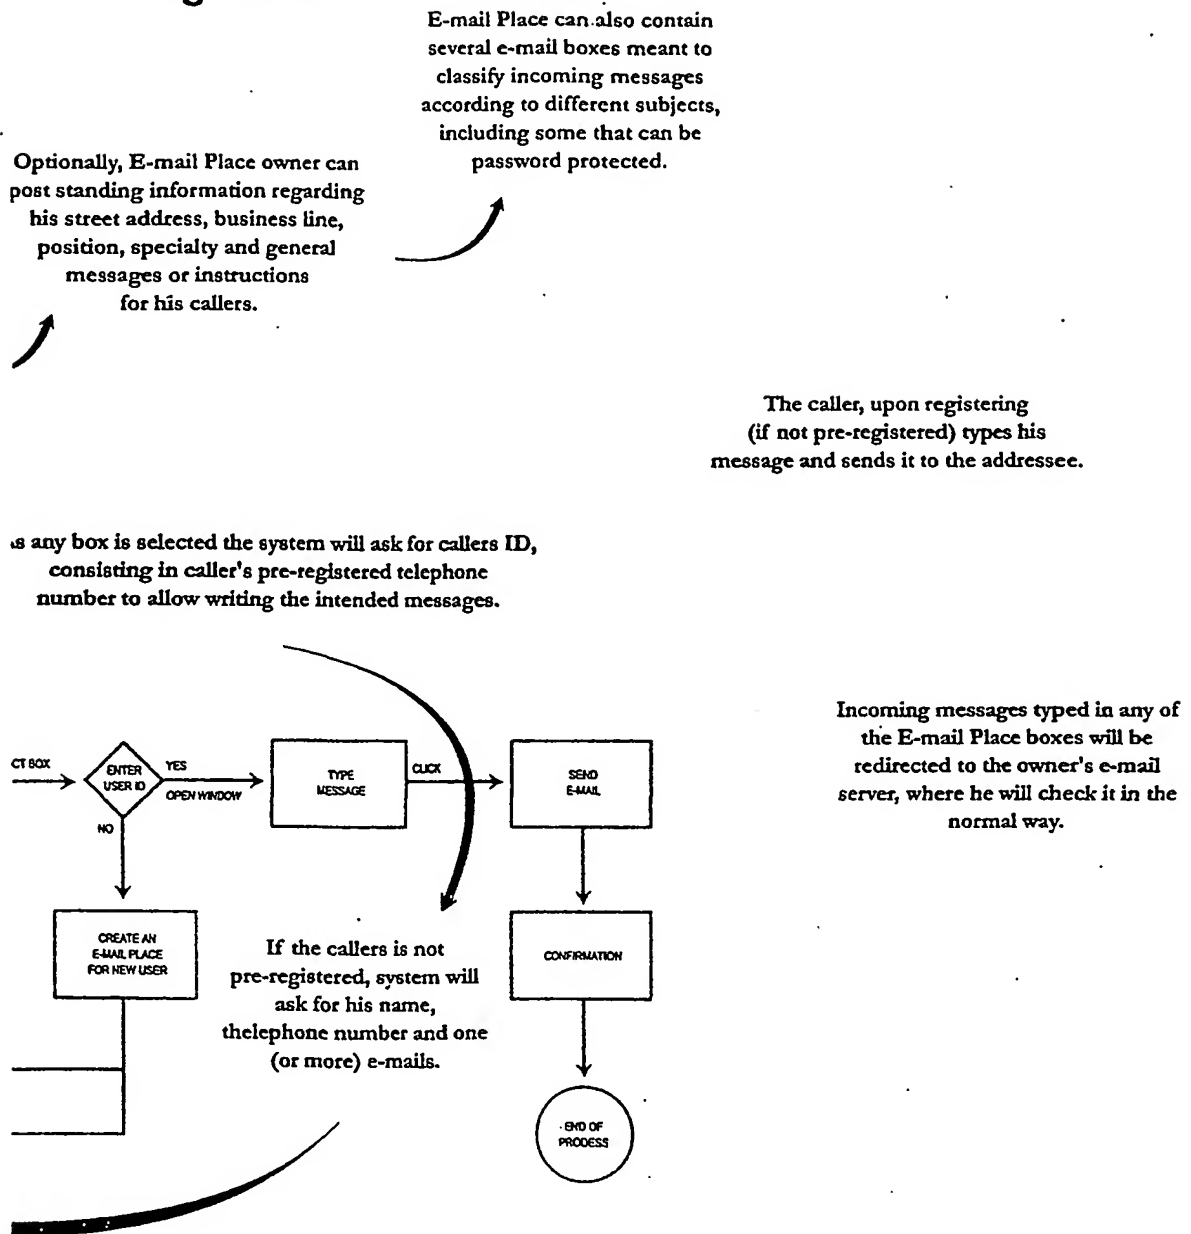 E-mail Place can also contain
several e-mail boxes meant to
classify incoming messages
according to different subjects,
including some that can be
password protected.
Optionally, E-mail Place owner can
post standing information regarding
his street address, business line,
position, specialty and general
messages or instructions
for his callers.
The caller, upon registering
(if not pre-registered) types his
message and sends it to the addressee.
s any box is selected the system will ask for callers ID,
consisting in caller's pre-registered telephone
number to allow writing the intended messages.
Incoming messages typed in any of
the E-mail Place boxes will be
redirected to the owner's e-mail
server, where he will check it in the
normal way.
CT BOX
ENTER
USER ID
YES
OPEN WINDOW
NO
TYPE
MESSAGE
CLICK
SEND
E-MAIL
CREATE AN
E-MAIL PLACE
FOR NEW USER
If the callers is not
pre-registered, system will
ask for his name,
thelephone number and one
(or more) e-mails.
CONFIRMATION
END OF
PRODESS